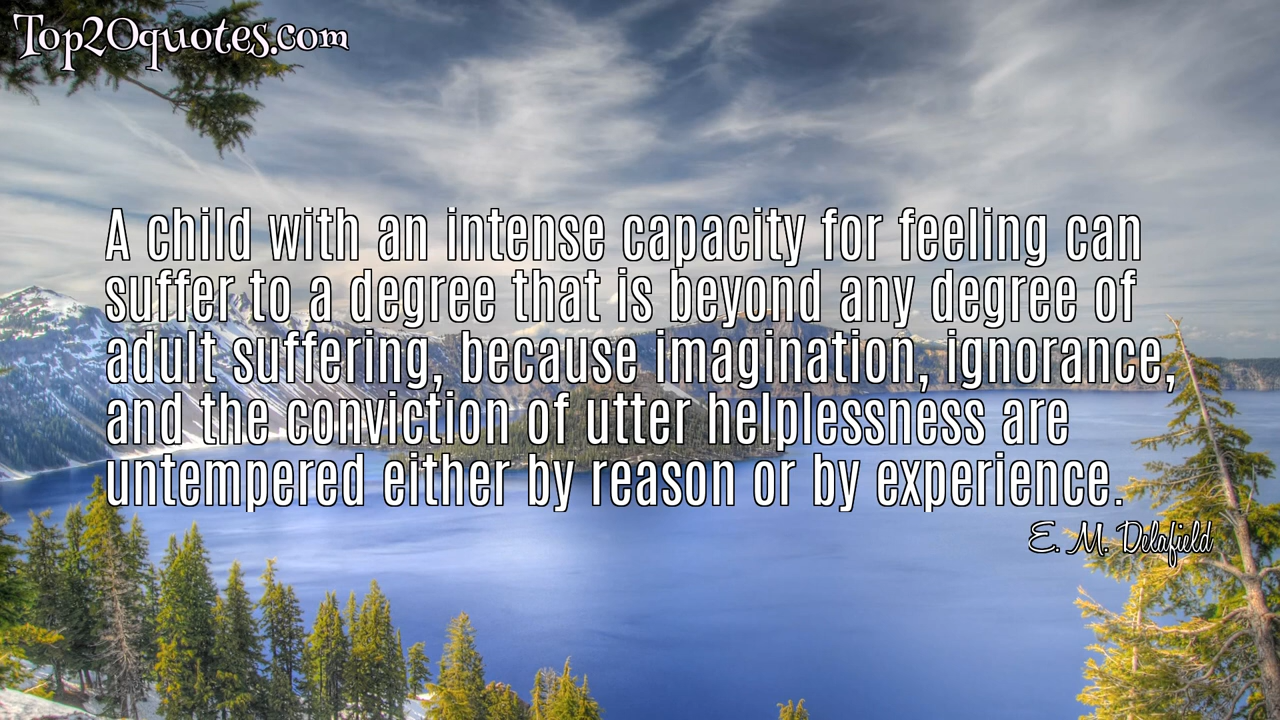 Top20quotes.com
A child with an intense capacity for feeling can
suffer to a degree that is beyond any degree of
adult suffering, because imagination, ignorance,
and the conviction of utter helplessness are
untempered either by reason or by experience.
E. M. Delafield